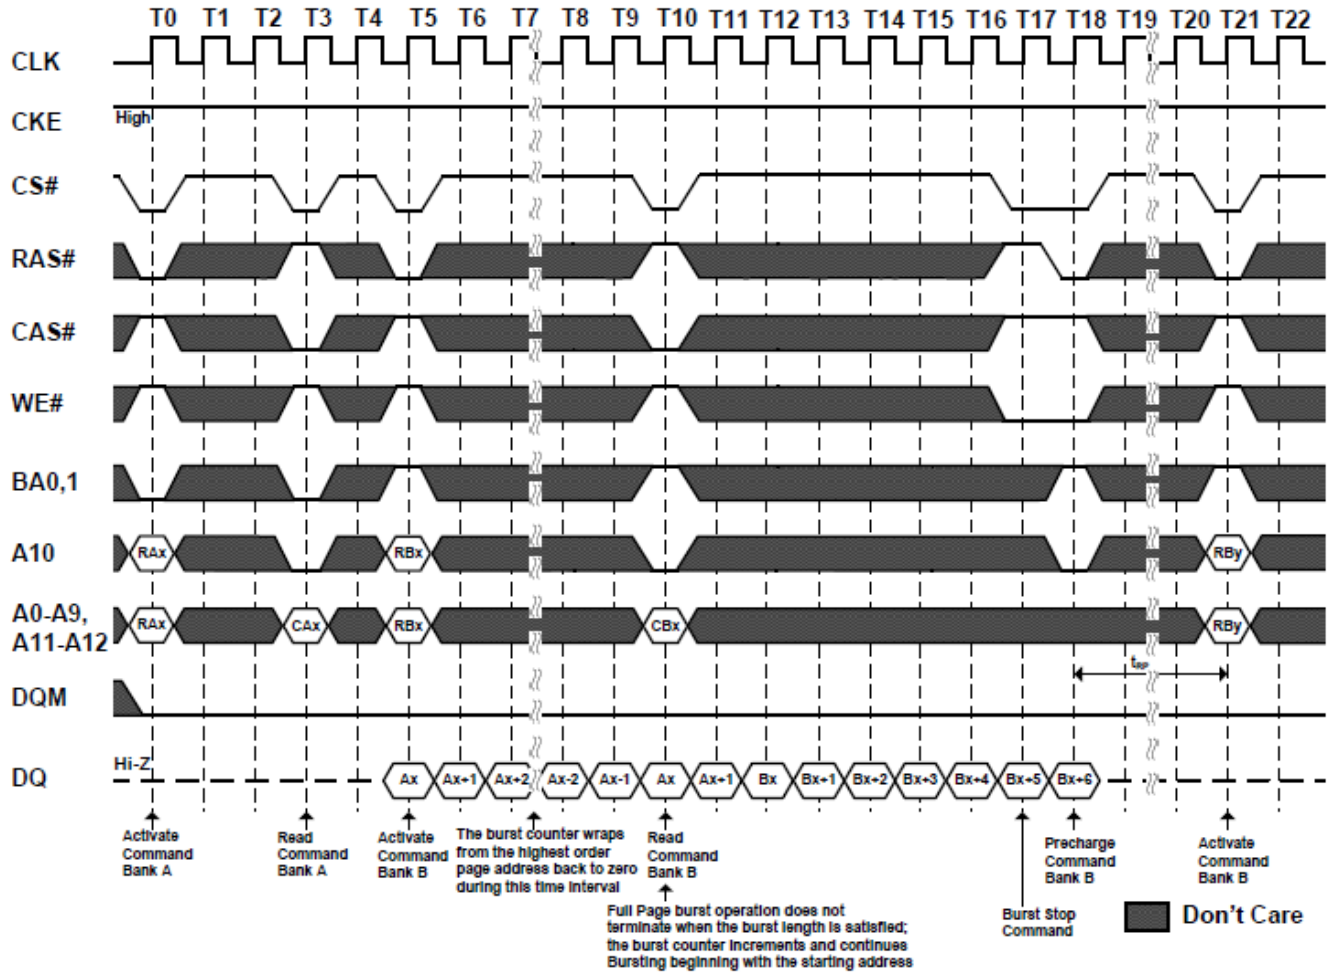 T0 T1 T2 T3 T4 T5 T6 T7 T8 T9 T10 T11 T12 T13 T14 T15 T16 T17 T18 T19 T20 T21 T22
CLK
CKE
High
CS#
RAS#
CAS#
WE#
BA0,1
A10
RAx RBx RBy
A0-A9,
A11-A12
RAx CAx RBx CBx RBy
tRP
DQM
DQ
Hi-Z
Ax Ax+1 Ax+2 Ax-2 Ax-1 Ax Ax+1 Bx Bx+1 Bx+2 Bx+3 Bx+4 Bx+5 Bx+6
Activate
Command
Bank A
Read
Command
Bank A
Activate
Command
Bank B
The burst counter wraps
from the highest order
page address back to zero
during this time interval
Read
Command
Bank B
Full Page burst operation does not
terminate when the burst length is satisfied;
the burst counter increments and continues
Bursting beginning with the starting address
Burst Stop
Command
Precharge
Command
Bank B
Activate
Command
Bank B
Don't Care